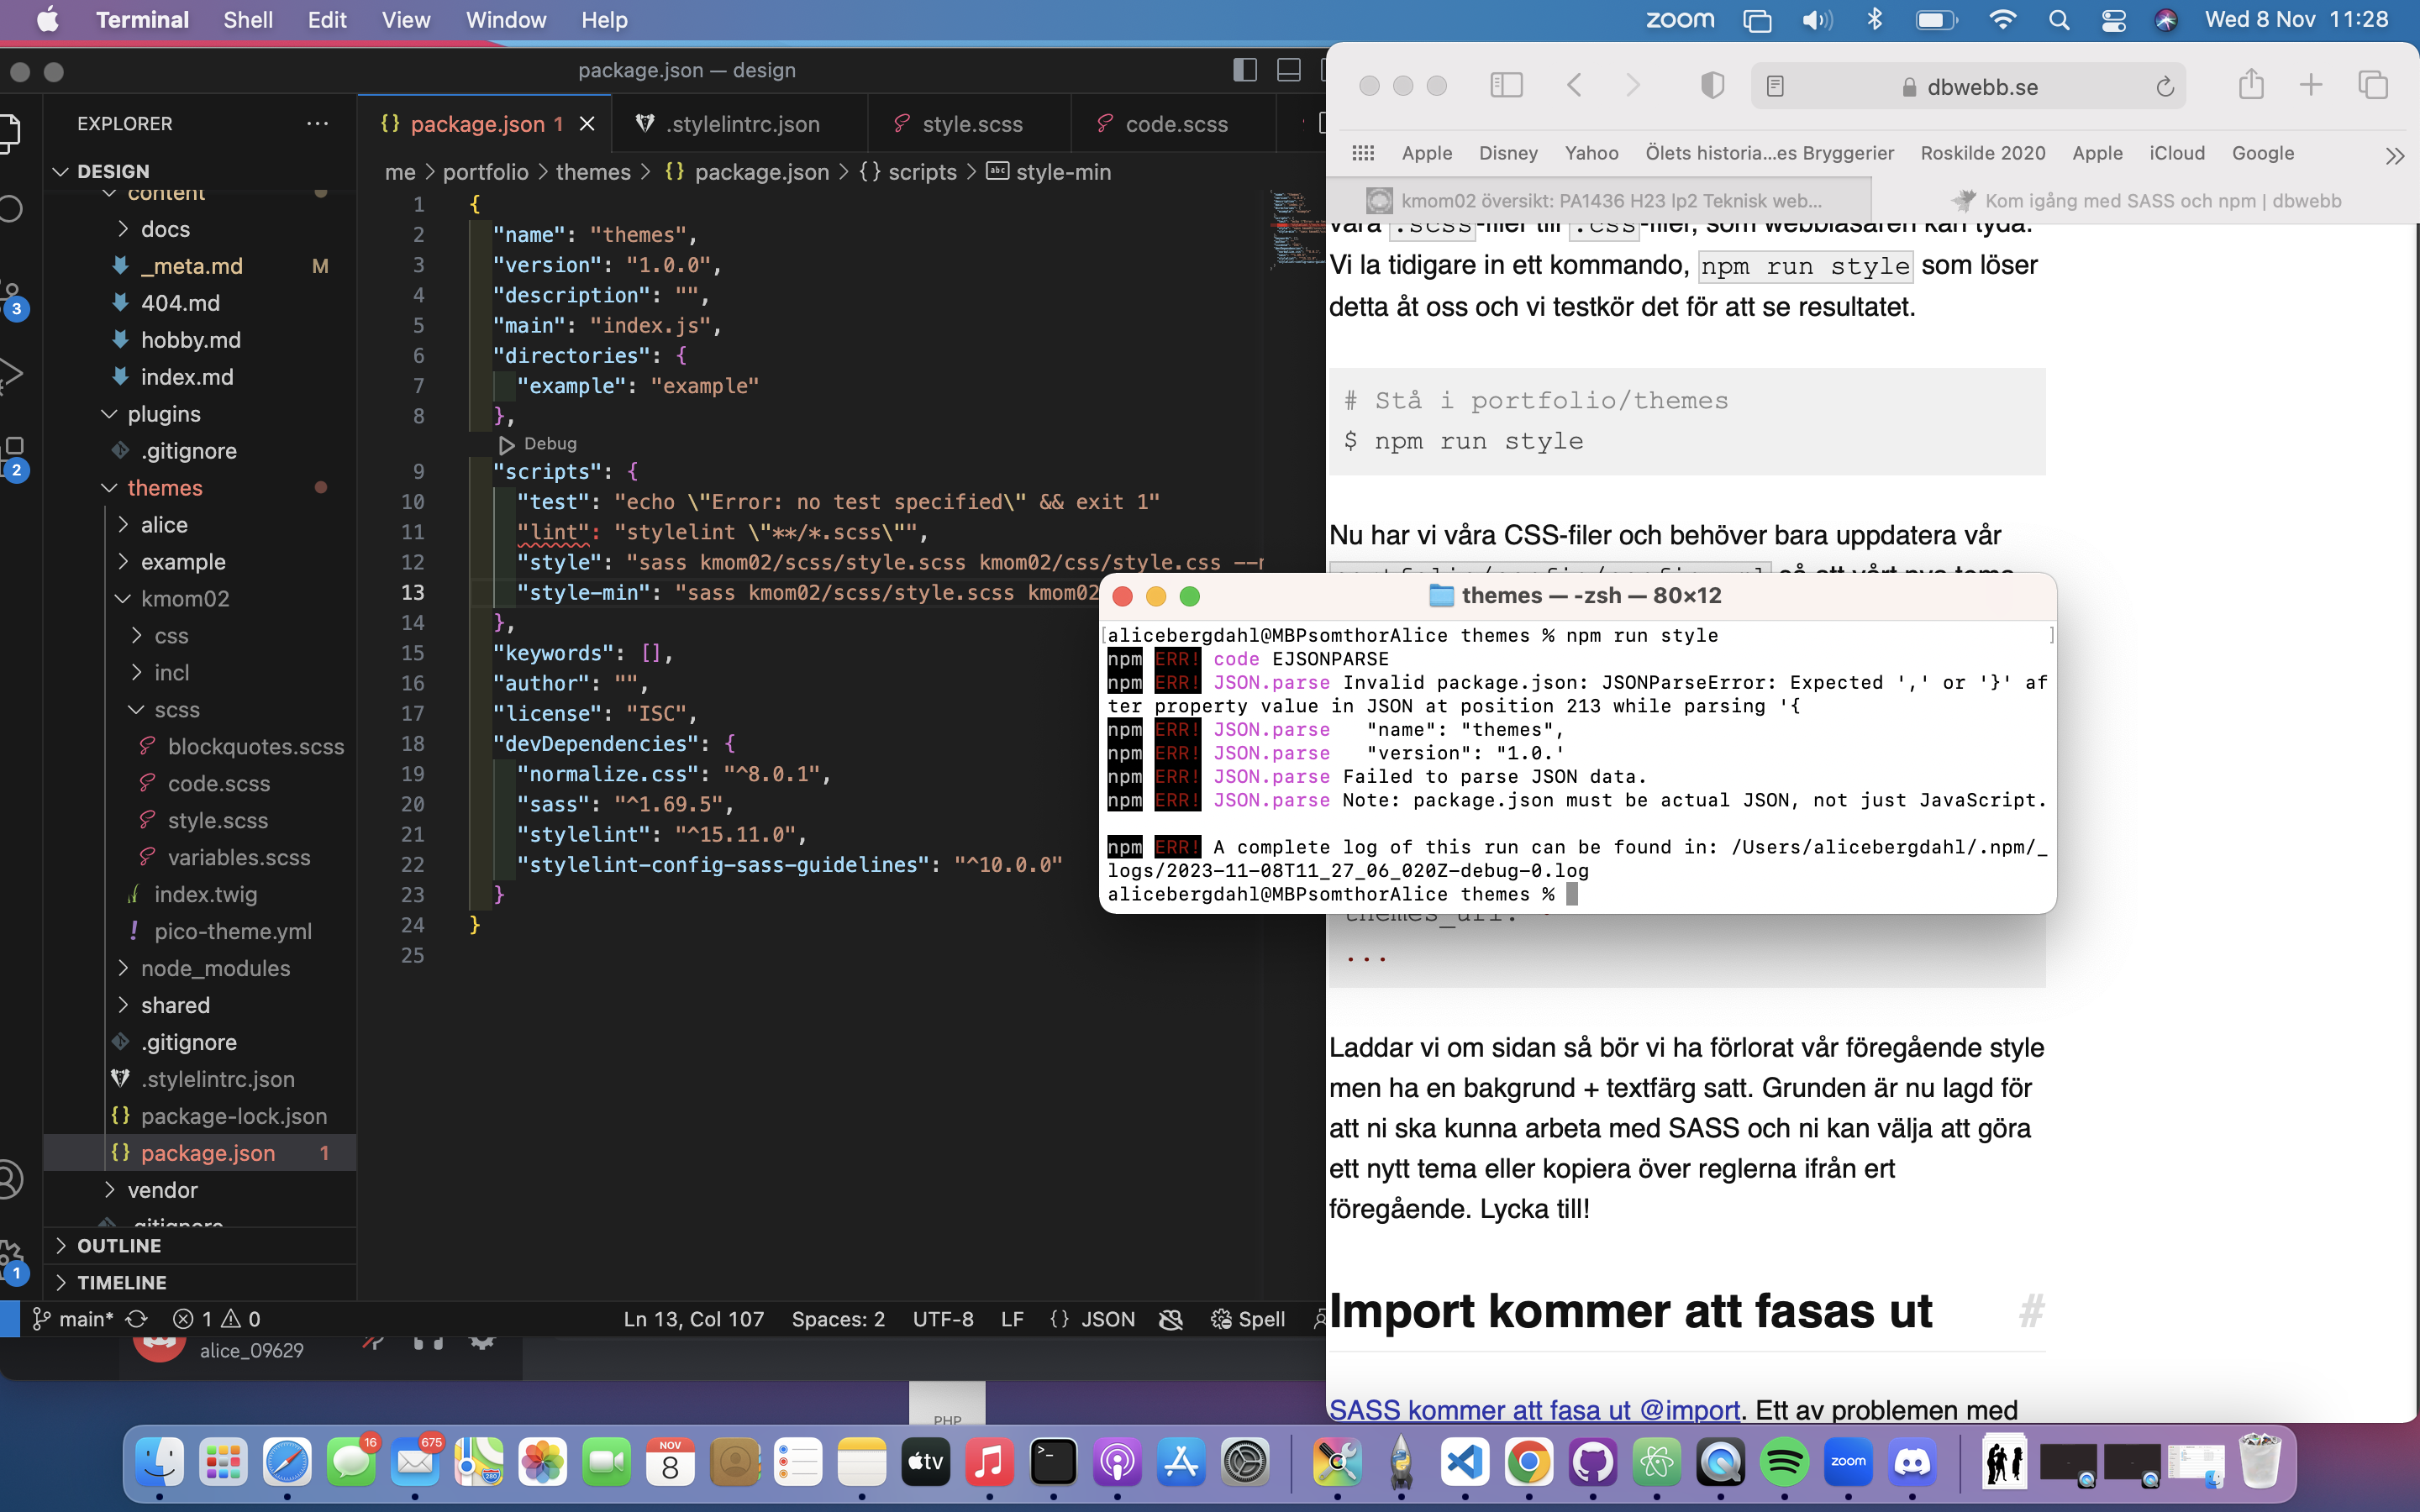 Terminal Shell Edit View Window Help
zoom Wed 8 Nov 11:28
package.json — design
EXPLORER
DESIGN
content
docs
_meta.md M
404.md
hobby.md
index.md
plugins
.gitignore
themes
alice
example
kmom02
css
incl
scss
blockquotes.scss
code.scss
style.scss
variables.scss
index.twig
pico-theme.yml
node_modules
shared
.gitignore
.stylelintrc.json
package-lock.json
package.json 1
vendor
.gitignore
OUTLINE
TIMELINE
3
2
1
package.json 1 .stylelintrc.json style.scss code.scss
me > portfolio > themes > {} package.json > {} scripts > abc style-min
1 {
2 "name": "themes",
3 "version": "1.0.0",
4 "description": "",
5 "main": "index.js",
6 "directories": {
7 "example": "example"
8 },
Debug
9 "scripts": {
10 "test": "echo \"Error: no test specified\" && exit 1"
11 "lint": "stylelint \"**/*.scss\"",
12 "style": "sass kmom02/scss/style.scss kmom02/css/style.css --
13 "style-min": "sass kmom02/scss/style.scss kmom02
14 },
15 "keywords": [],
16 "author": "",
17 "license": "ISC",
18 "devDependencies": {
19 "normalize.css": "^8.0.1",
20 "sass": "^1.69.5",
21 "stylelint": "^15.11.0",
22 "stylelint-config-sass-guidelines": "^10.0.0"
23 }
24 }
25
main* 1 0 Ln 13, Col 107 Spaces: 2 UTF-8 LF {} JSON Spell
alice_09629
PHP
dbwebb.se
Apple Disney Yahoo Ölets historia...es Bryggerier Roskilde 2020 Apple iCloud Google
kmom02 översikt: PA1436 H23 lp2 Teknisk web... Kom igång med SASS och npm | dbwebb
våra .scss-filer till .css-filer, som webbläsaren kan tyda.
Vi la tidigare in ett kommando, npm run style som löser
detta åt oss och vi testkör det för att se resultatet.
# Stå i portfolio/themes
$ npm run style
Nu har vi våra CSS-filer och behöver bara uppdatera vår
portfolio/config/config.yml så att vårt nya tema
themes — -zsh — 80×12
[alicebergdahl@MBPsomthorAlice themes % npm run style ]
npm ERR! code EJSONPARSE
npm ERR! JSON.parse Invalid package.json: JSONParseError: Expected ',' or '}' af
ter property value in JSON at position 213 while parsing '{
npm ERR! JSON.parse "name": "themes",
npm ERR! JSON.parse "version": "1.0.'
npm ERR! JSON.parse Failed to parse JSON data.
npm ERR! JSON.parse Note: package.json must be actual JSON, not just JavaScript.
npm ERR! A complete log of this run can be found in: /Users/alicebergdahl/.npm/_
logs/2023-11-08T11_27_06_020Z-debug-0.log
alicebergdahl@MBPsomthorAlice themes %
themes_url:
...
Laddar vi om sidan så bör vi ha förlorat vår föregående style
men ha en bakgrund + textfärg satt. Grunden är nu lagd för
att ni ska kunna arbeta med SASS och ni kan välja att göra
ett nytt tema eller kopiera över reglerna ifrån ert
föregående. Lycka till!
Import kommer att fasas ut #
SASS kommer att fasa ut @import. Ett av problemen med
16
675
280
NOV
8
tv
zoom